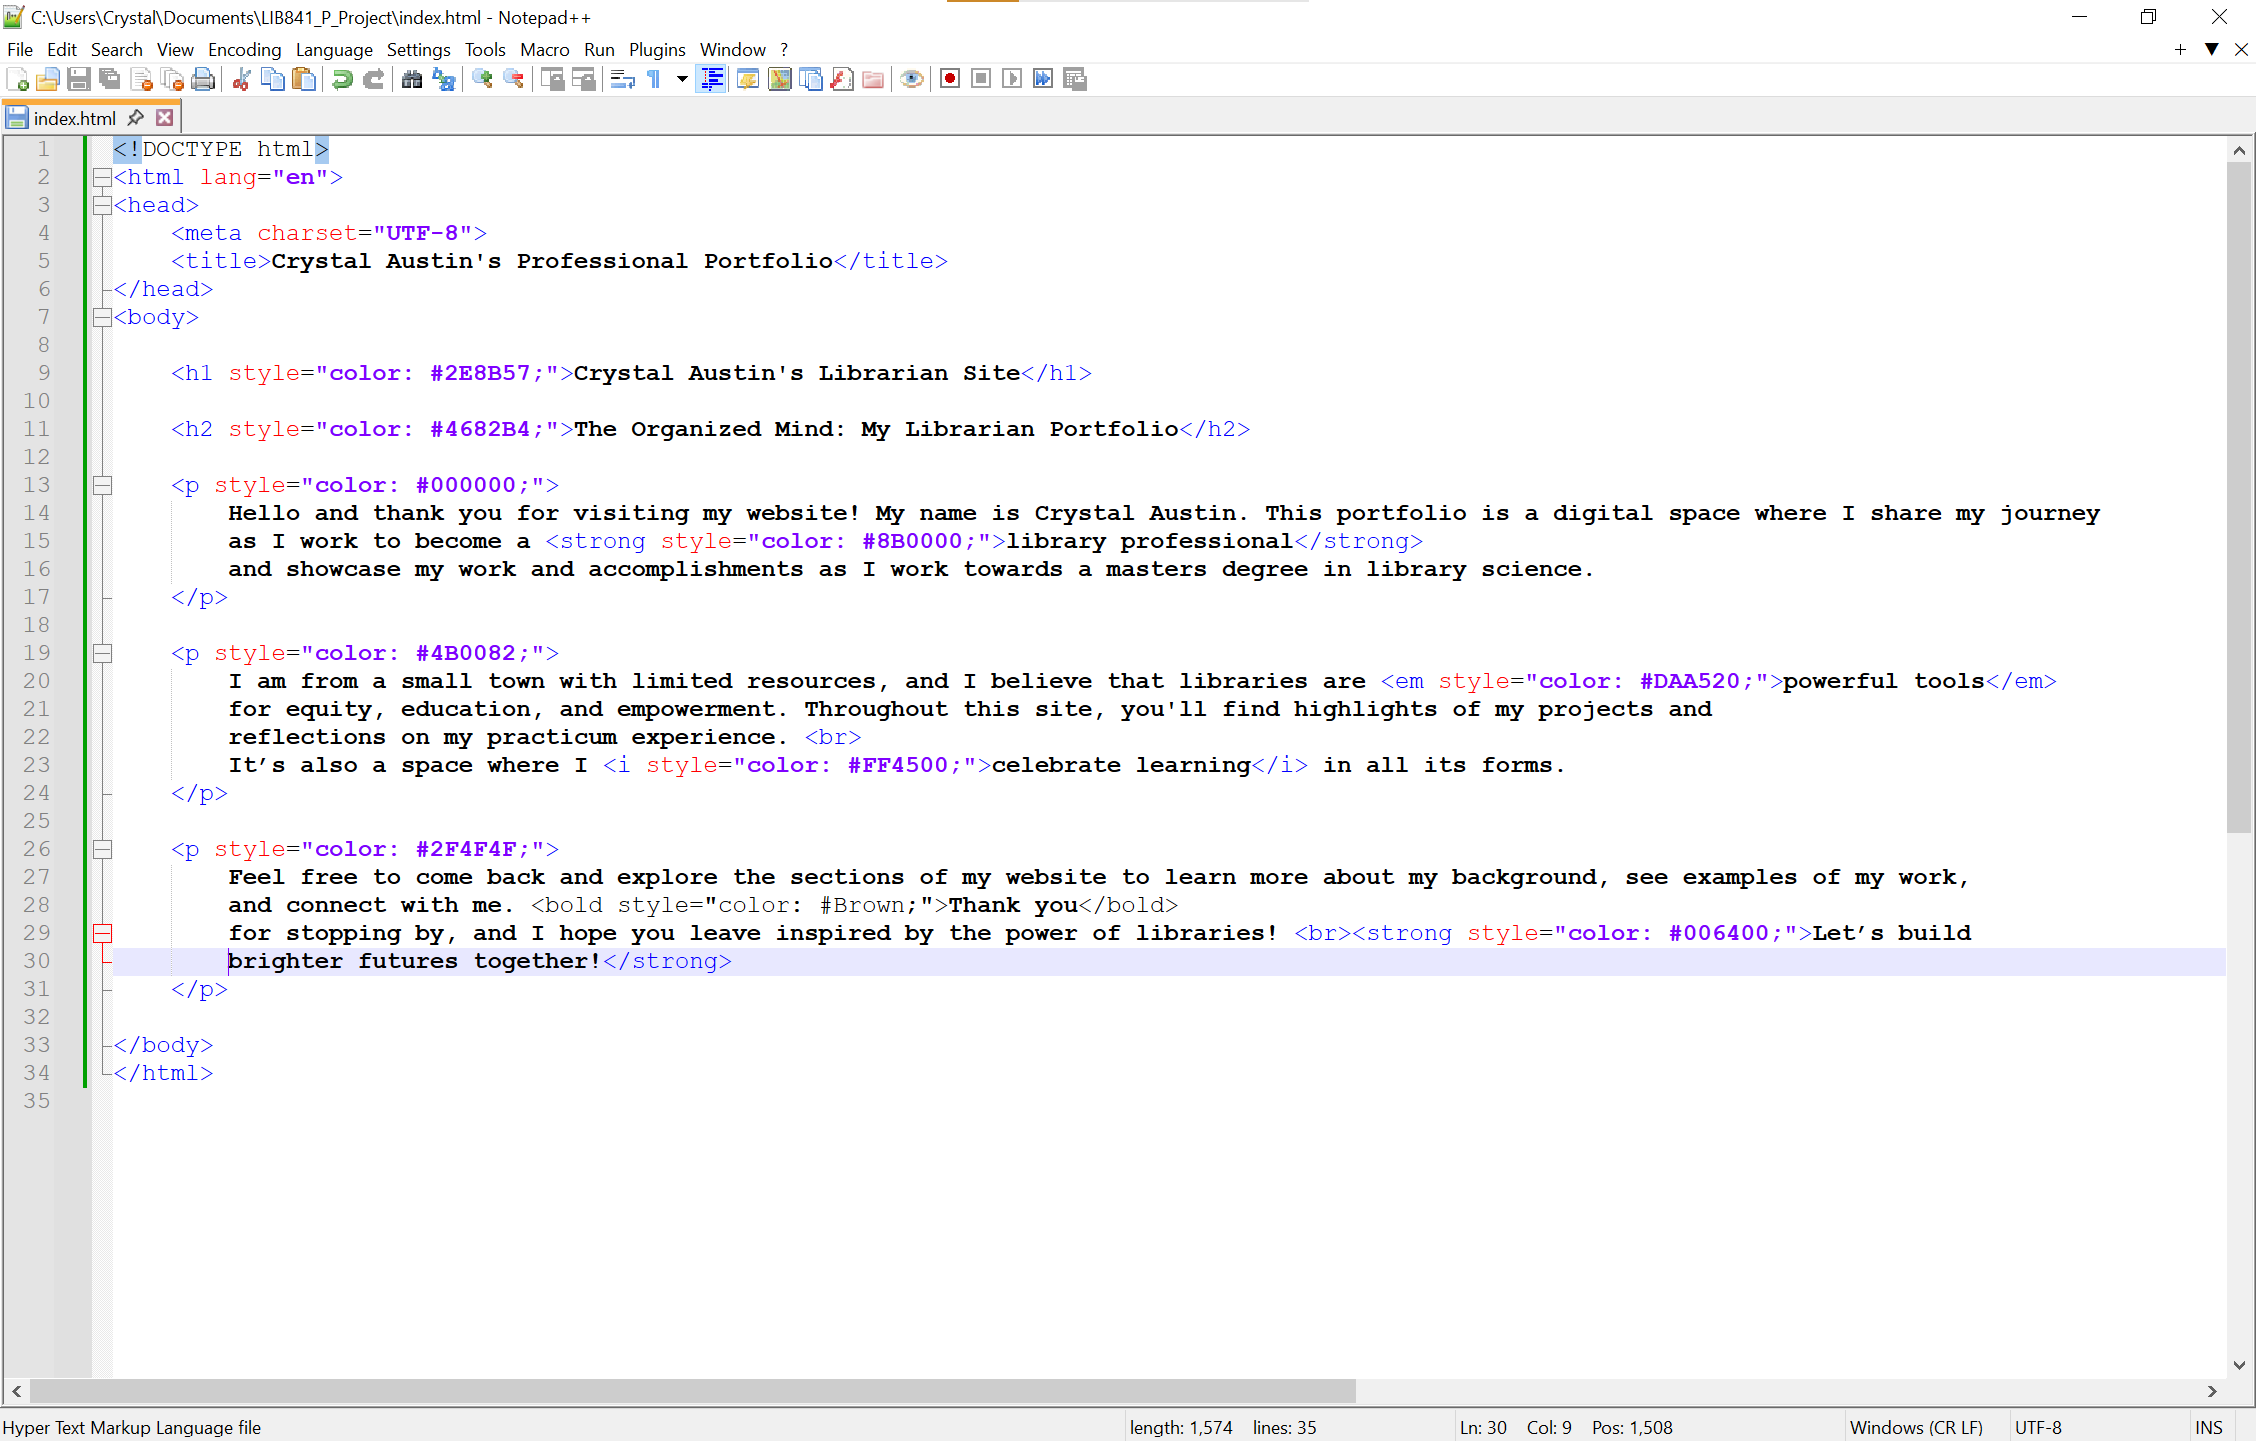 C:\Users\Crystal\Documents\LIB841_P_Project\index.html - Notepad++
File Edit Search View Encoding Language Settings Tools Macro Run Plugins Window ?
index.html
1 <!DOCTYPE html>
2 <html lang="en">
3 <head>
4 <meta charset="UTF-8">
5 <title>Crystal Austin's Professional Portfolio</title>
6 </head>
7 <body>
8
9 <h1 style="color: #2E8B57;">Crystal Austin's Librarian Site</h1>
10
11 <h2 style="color: #4682B4;">The Organized Mind: My Librarian Portfolio</h2>
12
13 <p style="color: #000000;">
14 Hello and thank you for visiting my website! My name is Crystal Austin. This portfolio is a digital space where I share my journey
15 as I work to become a <strong style="color: #8B0000;">library professional</strong>
16 and showcase my work and accomplishments as I work towards a masters degree in library science.
17 </p>
18
19 <p style="color: #4B0082;">
20 I am from a small town with limited resources, and I believe that libraries are <em style="color: #DAA520;">powerful tools</em>
21 for equity, education, and empowerment. Throughout this site, you'll find highlights of my projects and
22 reflections on my practicum experience. <br>
23 It’s also a space where I <i style="color: #FF4500;">celebrate learning</i> in all its forms.
24 </p>
25
26 <p style="color: #2F4F4F;">
27 Feel free to come back and explore the sections of my website to learn more about my background, see examples of my work,
28 and connect with me. <bold style="color: #Brown;">Thank you</bold>
29 for stopping by, and I hope you leave inspired by the power of libraries! <br><strong style="color: #006400;">Let’s build
30 brighter futures together!</strong>
31 </p>
32
33 </body>
34 </html>
35
Hyper Text Markup Language file length: 1,574 lines: 35 Ln: 30 Col: 9 Pos: 1,508 Windows (CR LF) UTF-8 INS